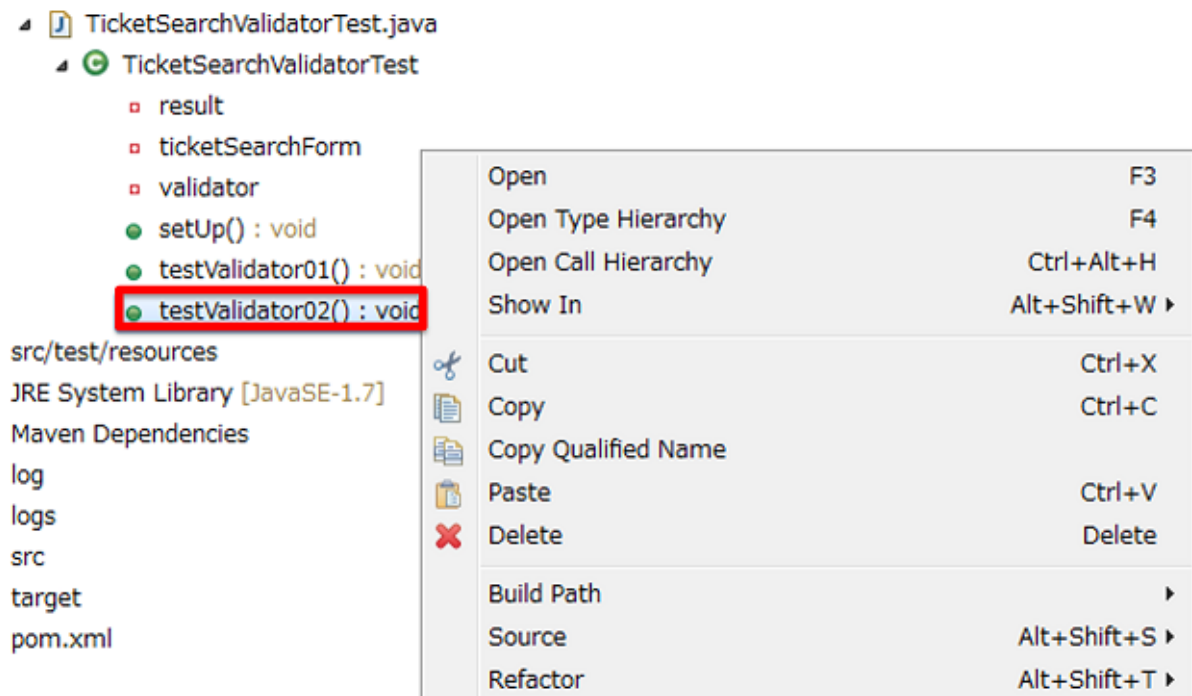 TicketSearchValidatorTest.java
TicketSearchValidatorTest
result
ticketSearchForm
validator
setUp() : void
testValidator01() : void
testValidator02() : void
src/test/resources
JRE System Library [JavaSE-1.7]
Maven Dependencies
log
logs
src
target
pom.xml
Open F3
Open Type Hierarchy F4
Open Call Hierarchy Ctrl+Alt+H
Show In Alt+Shift+W
Cut Ctrl+X
Copy Ctrl+C
Copy Qualified Name
Paste Ctrl+V
Delete Delete
Build Path
Source Alt+Shift+S
Refactor Alt+Shift+T